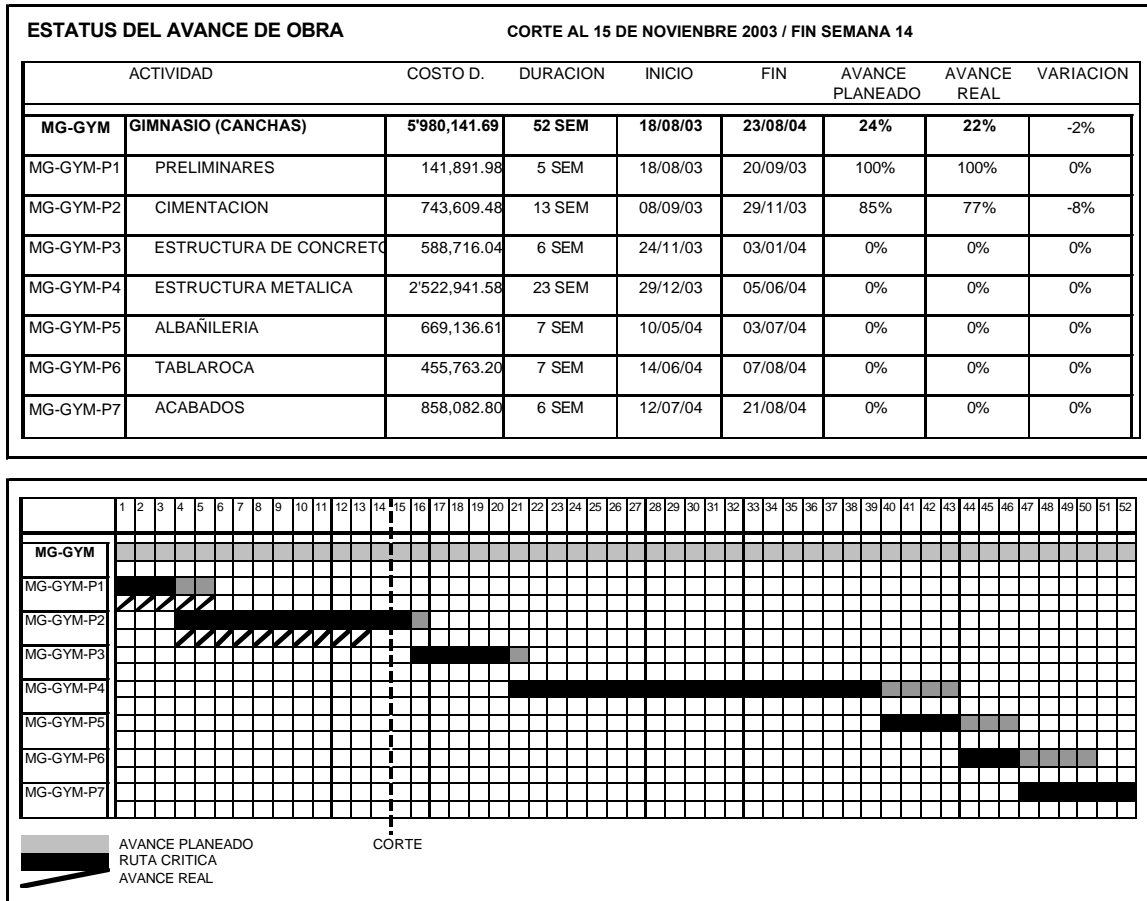 ESTATUS DEL AVANCE DE OBRA CORTE AL 15 DE NOVIENBRE 2003 / FIN SEMANA 14
ACTIVIDAD COSTO D. DURACION INICIO FIN AVANCE PLANEADO AVANCE REAL VARIACION
MG-GYM GIMNASIO (CANCHAS) 5'980,141.69 52 SEM 18/08/03 23/08/04 24% 22% -2%
MG-GYM-P1 PRELIMINARES 141,891.98 5 SEM 18/08/03 20/09/03 100% 100% 0%
MG-GYM-P2 CIMENTACION 743,609.48 13 SEM 08/09/03 29/11/03 85% 77% -8%
MG-GYM-P3 ESTRUCTURA DE CONCRETO 588,716.04 6 SEM 24/11/03 03/01/04 0% 0% 0%
MG-GYM-P4 ESTRUCTURA METALICA 2'522,941.58 23 SEM 29/12/03 05/06/04 0% 0% 0%
MG-GYM-P5 ALBAÑILERIA 669,136.61 7 SEM 10/05/04 03/07/04 0% 0% 0%
MG-GYM-P6 TABLAROCA 455,763.20 7 SEM 14/06/04 07/08/04 0% 0% 0%
MG-GYM-P7 ACABADOS 858,082.80 6 SEM 12/07/04 21/08/04 0% 0% 0%
1 2 3 4 5 6 7 8 9 10 11 12 13 14 15 16 17 18 19 20 21 22 23 24 25 26 27 28 29 30 31 32 33 34 35 36 37 38 39 40 41 42 43 44 45 46 47 48 49 50 51 52
MG-GYM
MG-GYM-P1
MG-GYM-P2
MG-GYM-P3
MG-GYM-P4
MG-GYM-P5
MG-GYM-P6
MG-GYM-P7
AVANCE PLANEADO CORTE
RUTA CRITICA
AVANCE REAL